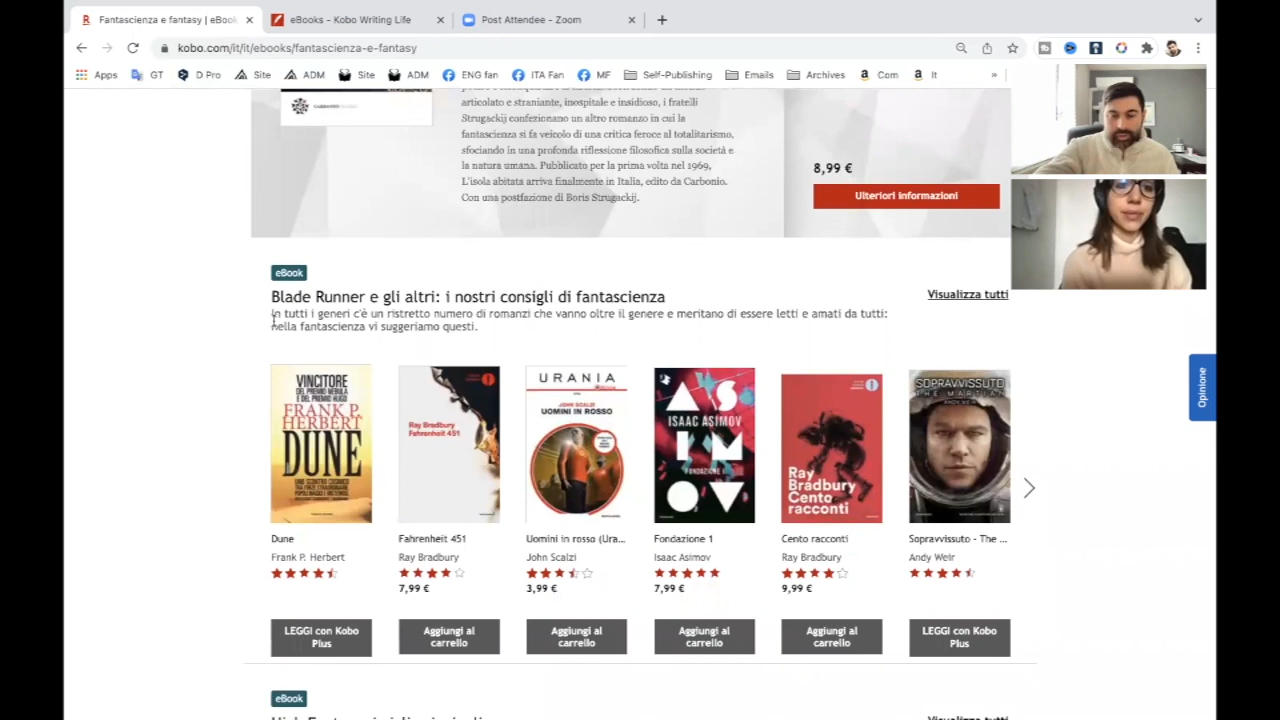 Fantascienza e fantasy | eBook
eBooks - Kobo Writing Life
Post Attendee - Zoom
kobo.com/it/it/ebooks/fantascienza-e-fantasy
Apps
GT
D Pro
Site
ADM
Site
ADM
ENG fan
ITA Fan
MF
Self-Publishing
Emails
Archives
Com
It
»
articolato e straniante, inospitale e insidioso, i fratelli
Strugackij confezionano un altro romanzo in cui la
fantascienza si fa veicolo di una critica feroce al totalitarismo,
sfociando in una profonda riflessione filosofica sulla società e
la natura umana. Pubblicato per la prima volta nel 1969,
L'isola abitata arriva finalmente in Italia, edito da Carbonio.
Con una postfazione di Boris Strugackij.
8,99 €
Ulteriori informazioni
eBook
Blade Runner e gli altri: i nostri consigli di fantascienza
Visualizza tutti
In tutti i generi c'è un ristretto numero di romanzi che vanno oltre il genere e meritano di essere letti e amati da tutti:
nella fantascienza vi suggeriamo questi.
Opinione
VINCITORE
DEL PREMIO NEBULA
E DEL PREMIO HUGO
FRANK P.
HERBERT
DUNE
Ray Bradbury
Fahrenheit 451
URANIA
JOHN SCALZI
UOMINI IN ROSSO
AS
ISAAC ASIMOV
I M
FONDAZIONE
OV
Ray
Bradbury
Cento
racconti
SOPRAVVISSUTO
THE MARTIAN
ANDY WEIR
Dune
Frank P. Herbert
LEGGI con Kobo
Plus
Fahrenheit 451
Ray Bradbury
7,99 €
Aggiungi al
carrello
Uomini in rosso (Ura...
John Scalzi
3,99 €
Aggiungi al
carrello
Fondazione 1
Isaac Asimov
7,99 €
Aggiungi al
carrello
Cento racconti
Ray Bradbury
9,99 €
Aggiungi al
carrello
Sopravvissuto - The ...
Andy Weir
LEGGI con Kobo
Plus
eBook